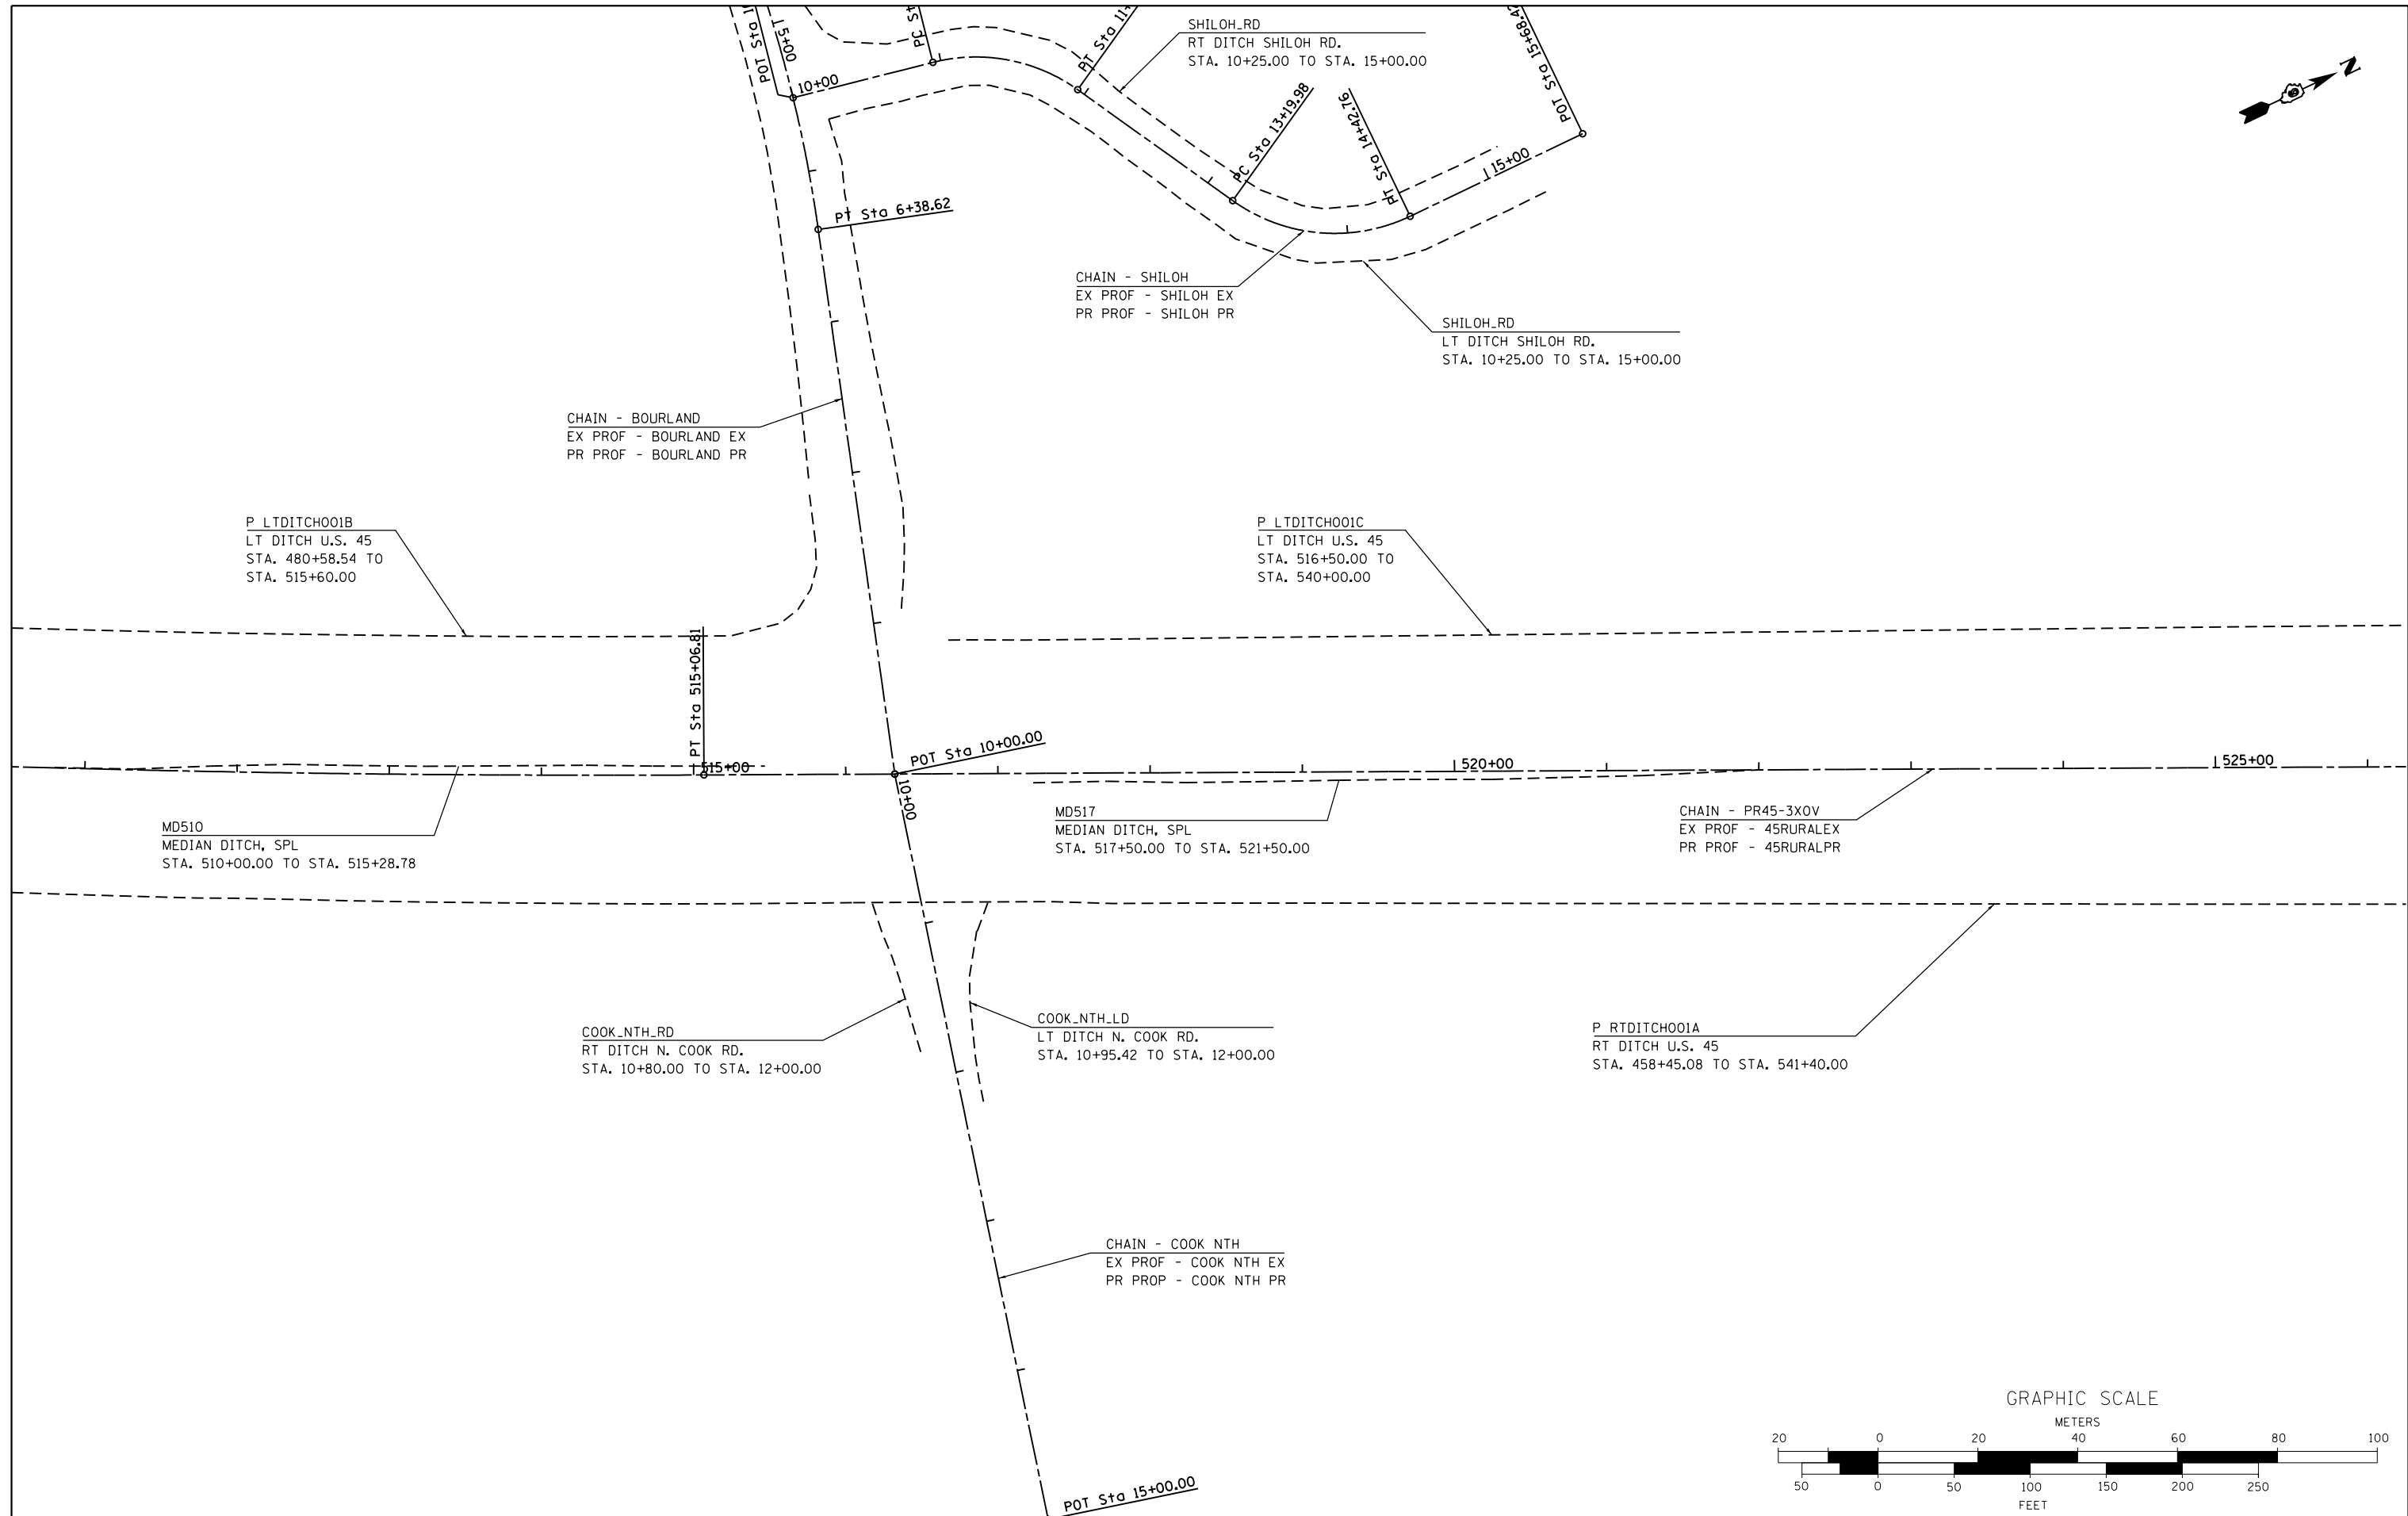 SHILOH_RD
RT DITCH SHILOH RD.
STA. 10+25.00 TO STA. 15+00.00
N
POT Sta
15+00
PC
PT Sta
POT Sta 15+68.42
10+00
PC Sta 13+19.98
PT Sta 14+42.76
15+00
PT Sta 6+38.62
CHAIN - SHILOH
EX PROF - SHILOH EX
PR PROF - SHILOH PR
SHILOH_RD
LT DITCH SHILOH RD.
STA. 10+25.00 TO STA. 15+00.00
CHAIN - BOURLAND
EX PROF - BOURLAND EX
PR PROF - BOURLAND PR
P LTDITCH001B
LT DITCH U.S. 45
STA. 480+58.54 TO
STA. 515+60.00
P LTDITCH001C
LT DITCH U.S. 45
STA. 516+50.00 TO
STA. 540+00.00
PT Sta 515+06.81
POT Sta 10+00.00
515+00
10+00
520+00
525+00
MD510
MEDIAN DITCH, SPL
STA. 510+00.00 TO STA. 515+28.78
MD517
MEDIAN DITCH, SPL
STA. 517+50.00 TO STA. 521+50.00
CHAIN - PR45-3XOV
EX PROF - 45RURALEX
PR PROF - 45RURALPR
COOK_NTH_RD
RT DITCH N. COOK RD.
STA. 10+80.00 TO STA. 12+00.00
COOK_NTH_LD
LT DITCH N. COOK RD.
STA. 10+95.42 TO STA. 12+00.00
P RTDITCH001A
RT DITCH U.S. 45
STA. 458+45.08 TO STA. 541+40.00
CHAIN - COOK NTH
EX PROF - COOK NTH EX
PR PROP - COOK NTH PR
POT Sta 15+00.00
GRAPHIC SCALE
METERS
20 0 20 40 60 80 100
50 0 50 100 150 200 250
FEET